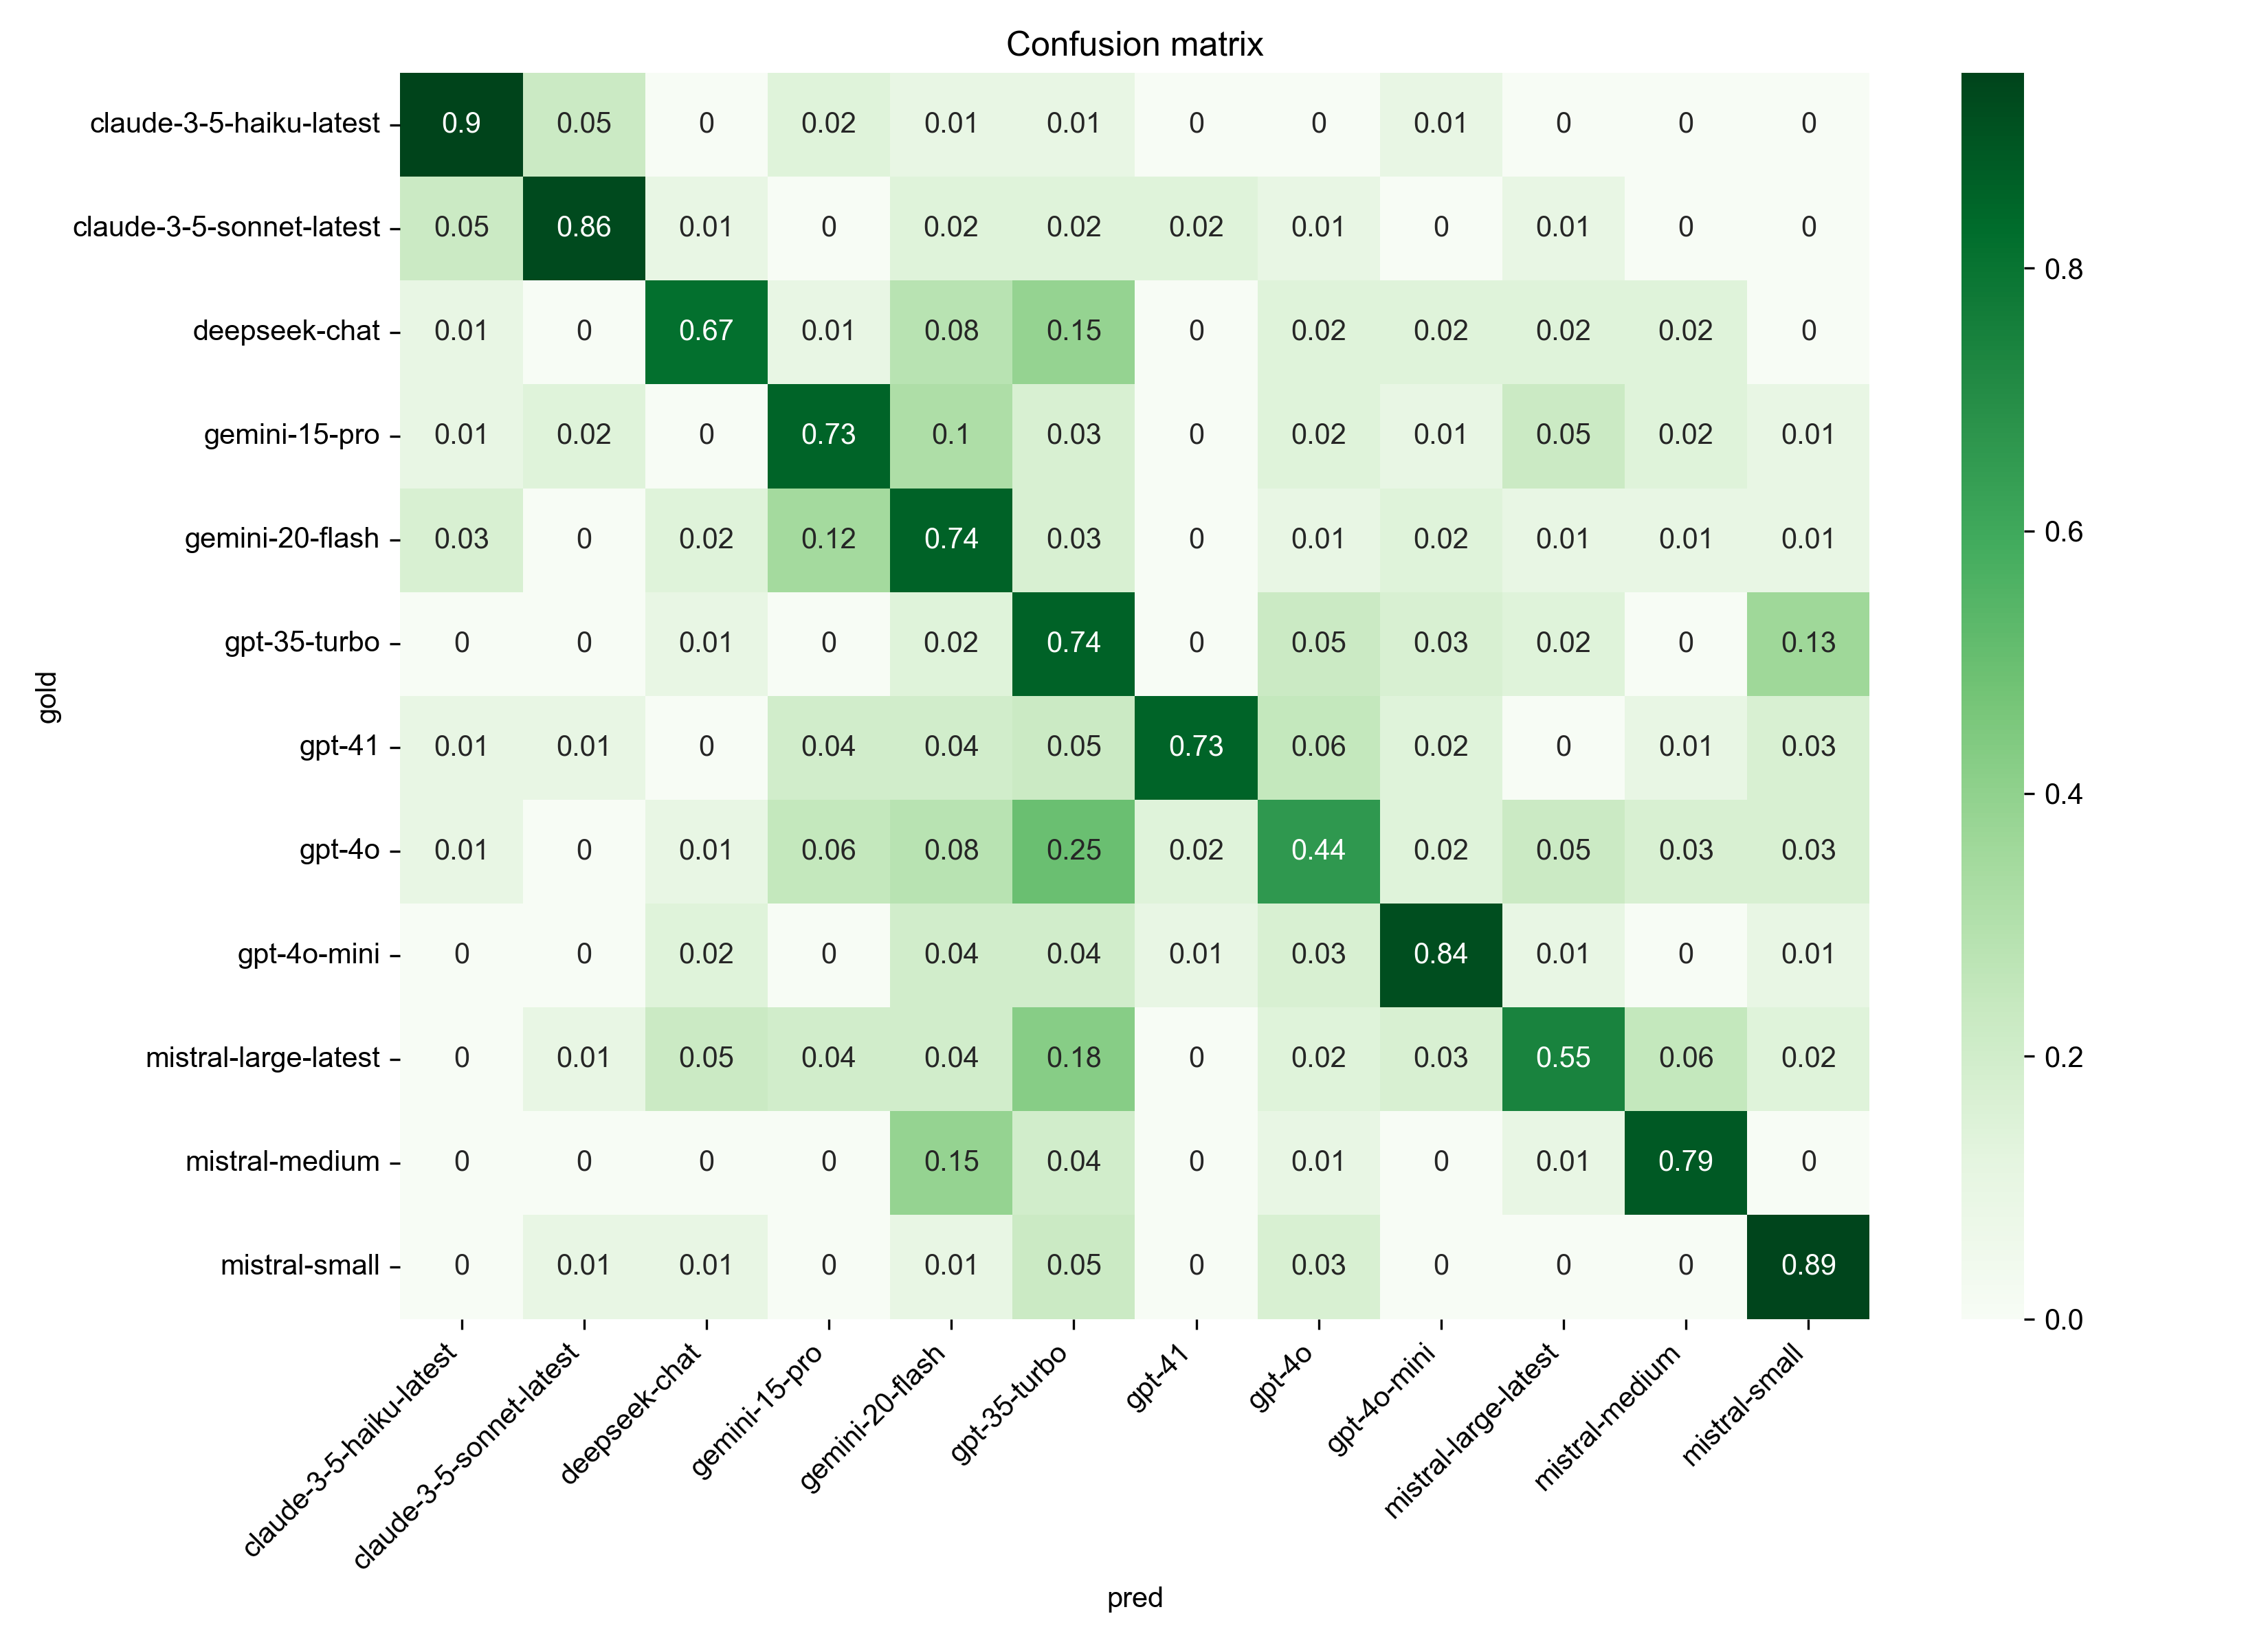 Confusion matrix
claude-3-5-haiku-latest 0.9 0.05 0 0.02 0.01 0.01 0 0 0.01 0 0 0
claude-3-5-sonnet-latest 0.05 0.86 0.01 0 0.02 0.02 0.02 0.01 0 0.01 0 0
deepseek-chat 0.01 0 0.67 0.01 0.08 0.15 0 0.02 0.02 0.02 0.02 0
gemini-15-pro 0.01 0.02 0 0.73 0.1 0.03 0 0.02 0.01 0.05 0.02 0.01
gemini-20-flash 0.03 0 0.02 0.12 0.74 0.03 0 0.01 0.02 0.01 0.01 0.01
gpt-35-turbo 0 0 0.01 0 0.02 0.74 0 0.05 0.03 0.02 0 0.13
gpt-41 0.01 0.01 0 0.04 0.04 0.05 0.73 0.06 0.02 0 0.01 0.03
gpt-4o 0.01 0 0.01 0.06 0.08 0.25 0.02 0.44 0.02 0.05 0.03 0.03
gpt-4o-mini 0 0 0.02 0 0.04 0.04 0.01 0.03 0.84 0.01 0 0.01
mistral-large-latest 0 0.01 0.05 0.04 0.04 0.18 0 0.02 0.03 0.55 0.06 0.02
mistral-medium 0 0 0 0 0.15 0.04 0 0.01 0 0.01 0.79 0
mistral-small 0 0.01 0.01 0 0.01 0.05 0 0.03 0 0 0 0.89
gold
claude-3-5-haiku-latest
claude-3-5-sonnet-latest
deepseek-chat
gemini-15-pro
gemini-20-flash
gpt-35-turbo
gpt-41
gpt-4o
gpt-4o-mini
mistral-large-latest
mistral-medium
mistral-small
pred
0.8
0.6
0.4
0.2
0.0